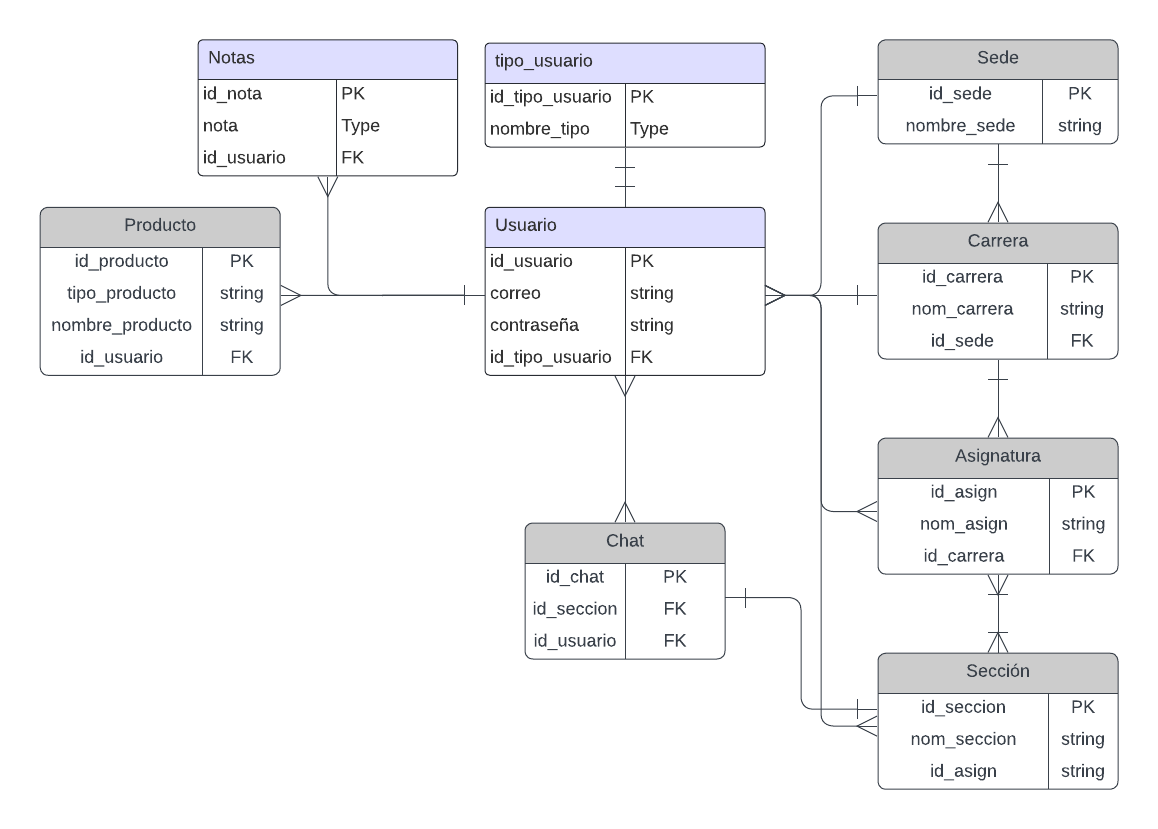 Notas
id_nota PK
nota Type
id_usuario FK
tipo_usuario
id_tipo_usuario PK
nombre_tipo Type
Sede
id_sede PK
nombre_sede string
Producto
id_producto PK
tipo_producto string
nombre_producto string
id_usuario FK
Usuario
id_usuario PK
correo string
contraseña string
id_tipo_usuario FK
Carrera
id_carrera PK
nom_carrera string
id_sede FK
Asignatura
id_asign PK
nom_asign string
id_carrera FK
Chat
id_chat PK
id_seccion FK
id_usuario FK
Sección
id_seccion PK
nom_seccion string
id_asign string